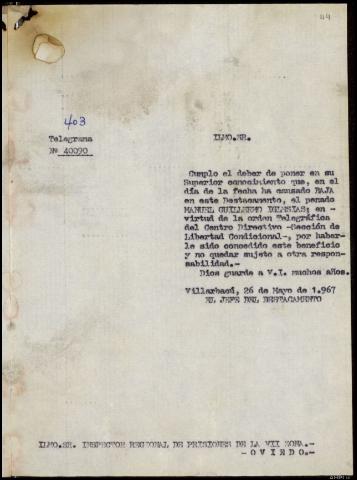 44
403
Telegrama
Nº 40090
ILMO.SR.
Cumplo el deber de poner en su
Superior conocimiento que, en el
día de la fecha ha causado BAJA
en este Destacamento, el penado
MANUEL GUILLERMO IGLESIAS; en-
virtud de la orden Telegráfica
del Centro Directivo -Sección de
Libertad Condicional-, por haber-
le sido concedido este beneficio
y no quedar sujeto a otra respon-
sabilidad.-
Dios guarde a V.I. muchos años.
Villarbacú, 26 de Mayo de 1.967
EL JEFE DEL DESTACAMENTO
ILMO.SR. INSPECTOR REGIONAL DE PRISIONES DE LA VII ZONA.-
- O V I E D O.-